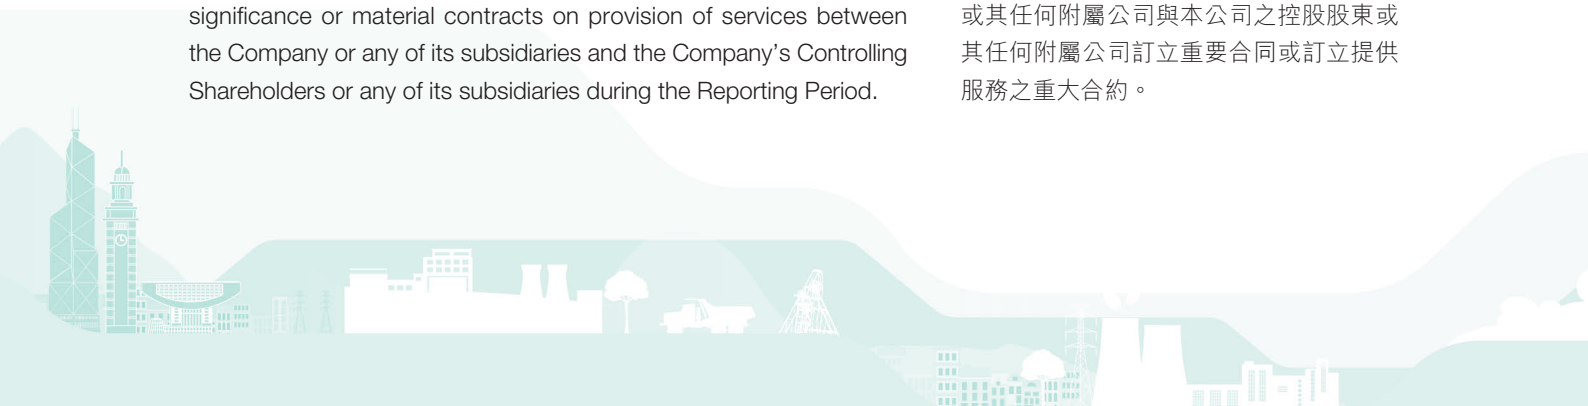 significance or material contracts on provision of services between
the Company or any of its subsidiaries and the Company’s Controlling
Shareholders or any of its subsidiaries during the Reporting Period.
或其任何附屬公司與本公司之控股股東或
其任何附屬公司訂立重要合同或訂立提供
服務之重大合約。